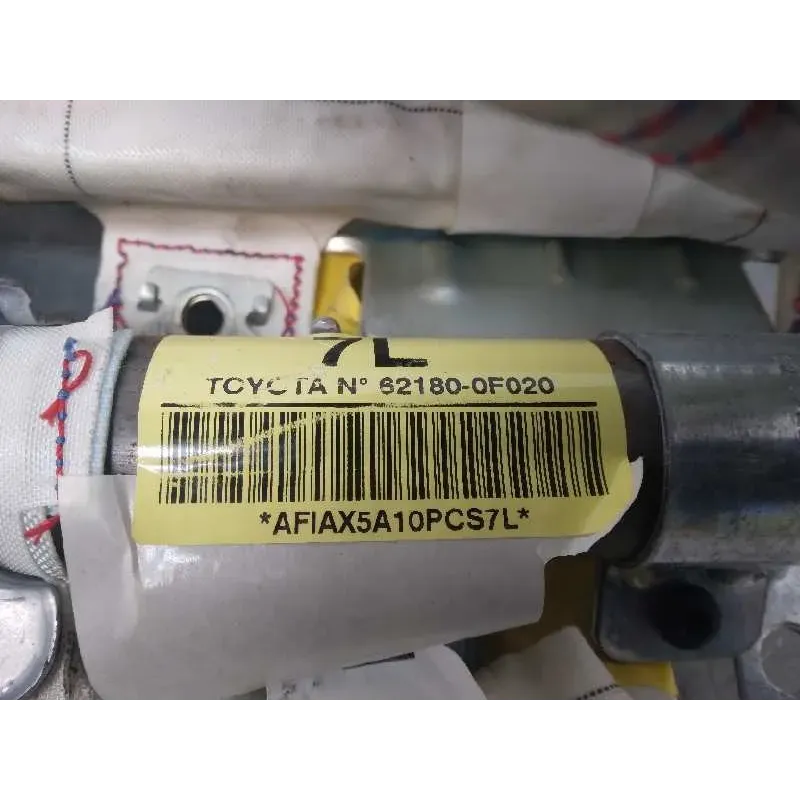 7L
TOYOTA N° 62180-0F020
*AFIAX5A10PCS7L*